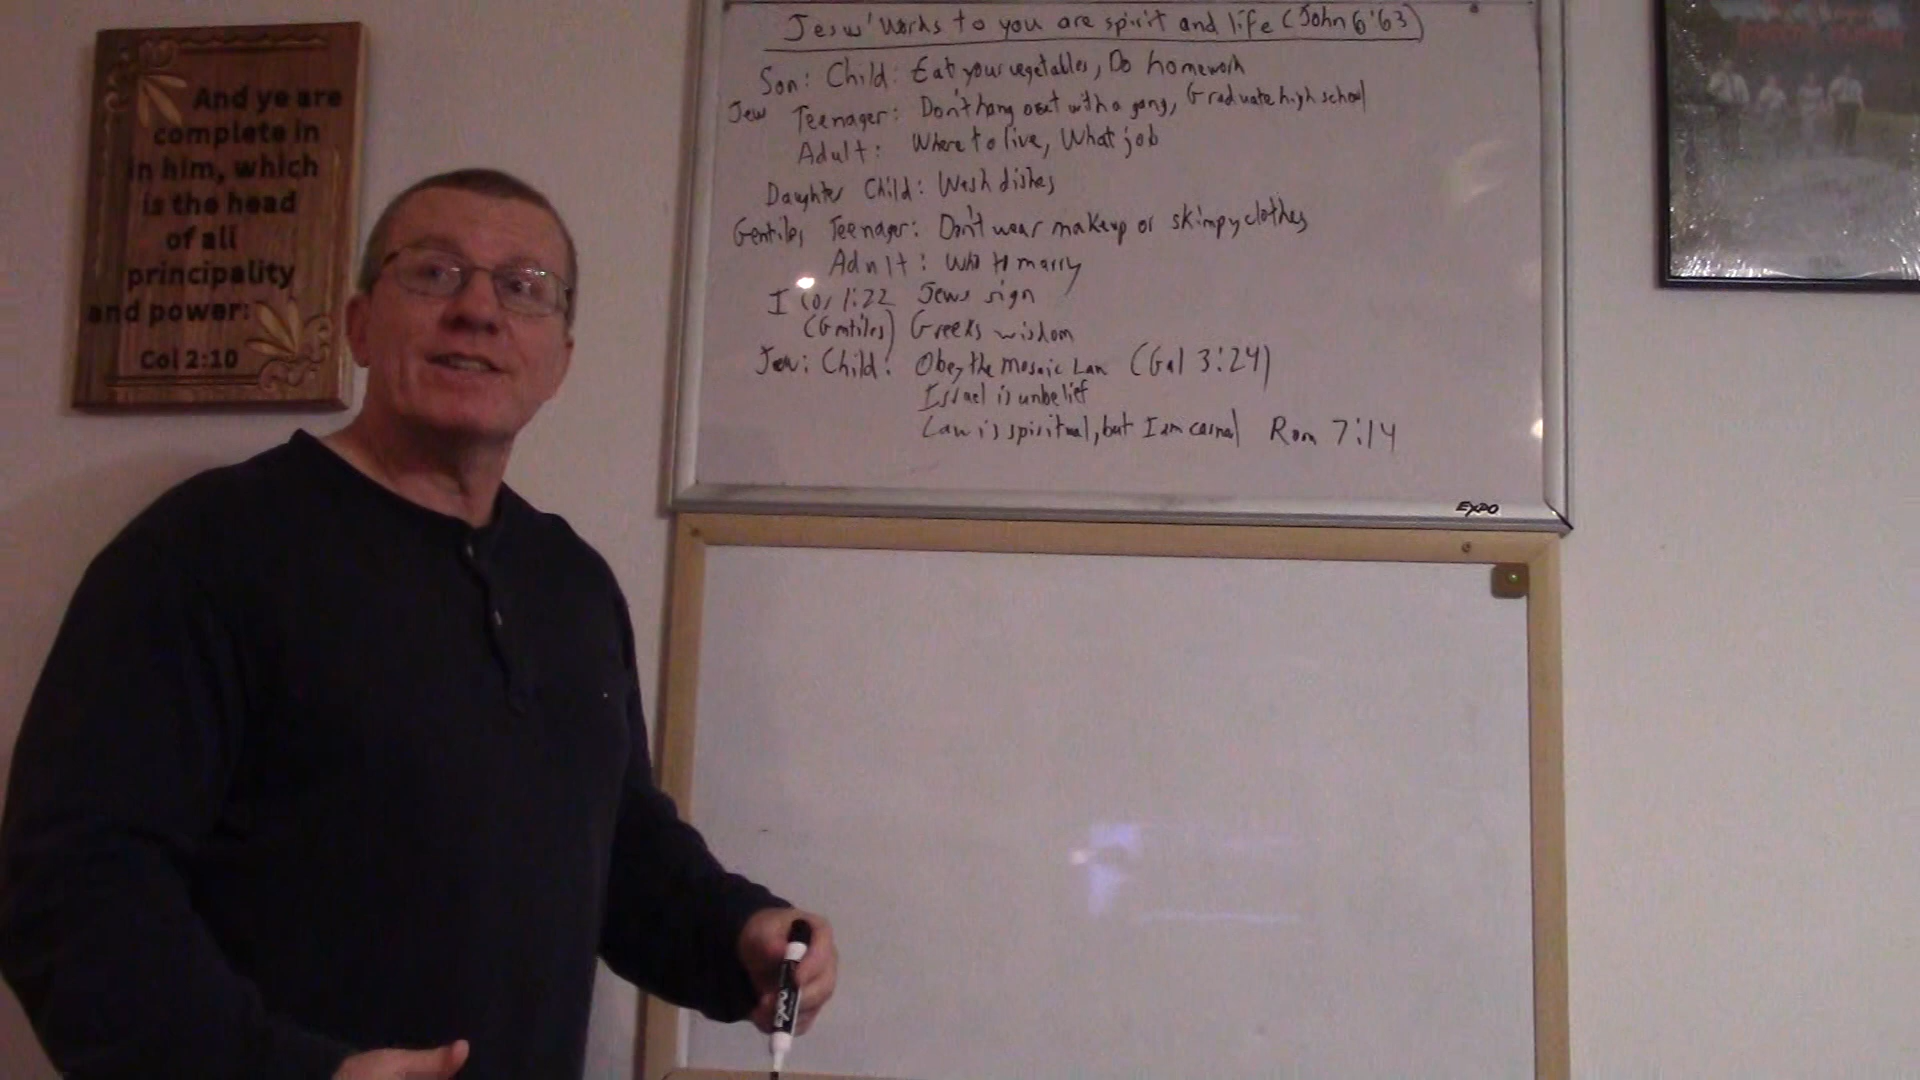 And ye are
complete in
in him, which
is the head
of all
principality
and power:
Col 2:10
Jesus' words to you are spirit and life (John 6:63)
Son: Child: Eat your vegetables, Do homework
Jew Teenager: Don't hang out with a gang, Graduate high school
Adult: Where to live, What job
Daughter Child: Wash dishes
Gentiles Teenager: Don't wear makeup or skimpy clothes
Adult: Who to marry
I Cor 1:22 Jews sign
(Gentiles) Greeks wisdom
Jew: Child: Obey the Mosaic Law (Gal 3:24)
Israel is unbelief
Law is spiritual, but I am carnal Rom 7:14
EXPO
EXPO